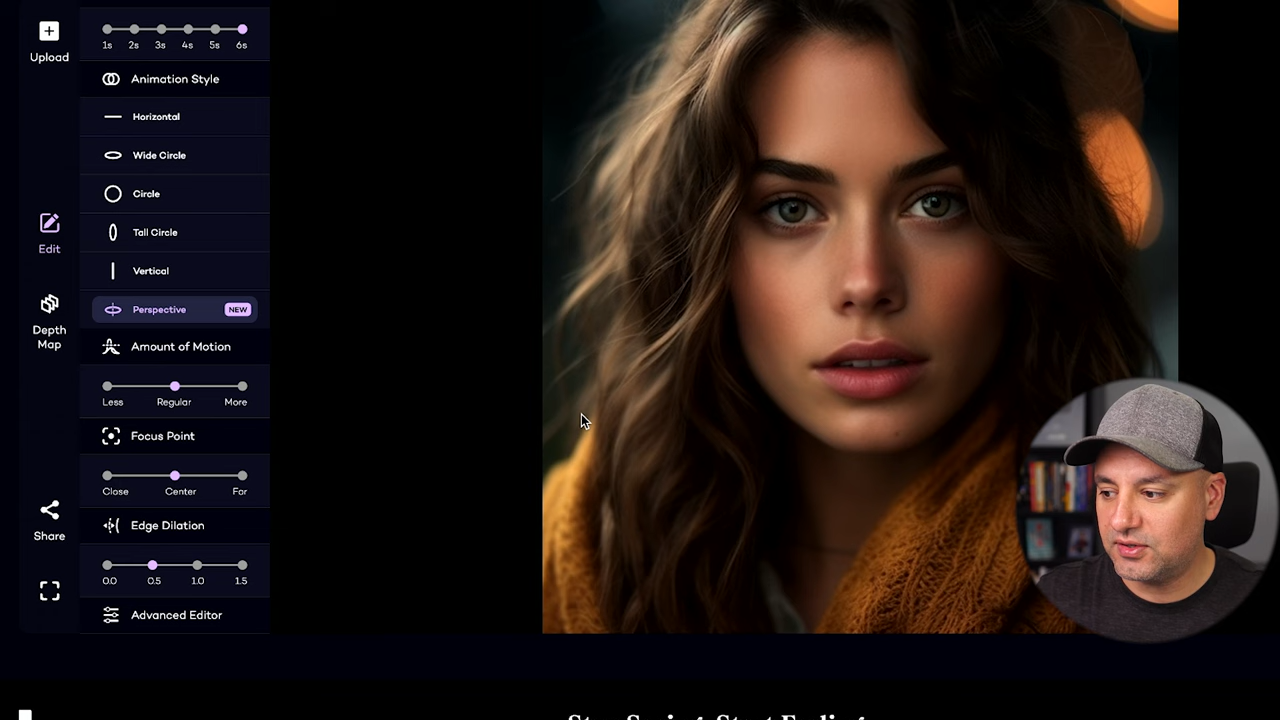 Upload
1s 2s 3s 4s 5s 6s
Animation Style
Horizontal
Wide Circle
Circle
Tall Circle
Vertical
Perspective NEW
Edit
Depth
Map
Amount of Motion
Less Regular More
Focus Point
Close Center Far
Edge Dilation
0.0 0.5 1.0 1.5
Share
Advanced Editor